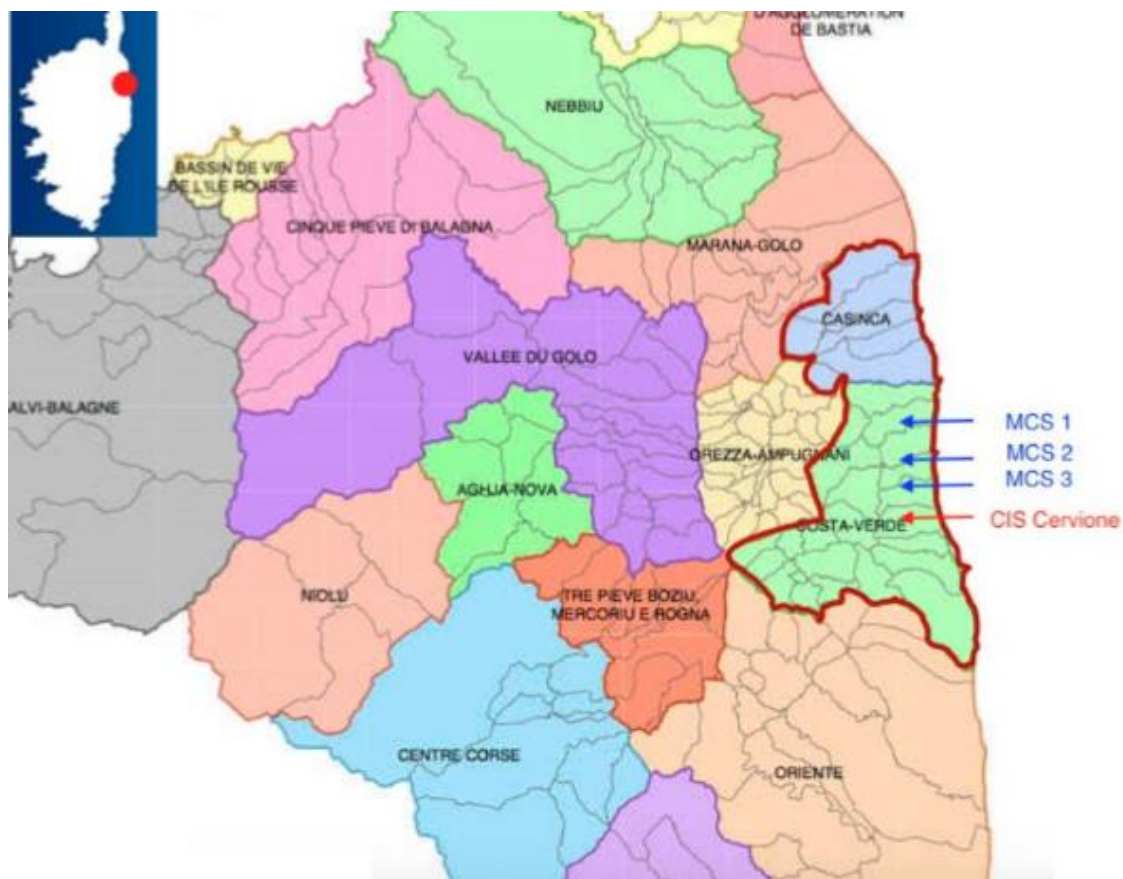 D'AGGLOMERATION
DE BASTIA
NEBBIU
BASSIN DE VIE
DE L'ILE ROUSSE
CINQUE PIEVE DI BALAGNA
MARANA-GOLO
CASINCA
VALLEE DU GOLO
ALVI-BALAGNE
MCS 1
OREZZA-AMPUGNANI
MCS 2
MCS 3
AGHJA-NOVA
COSTA-VERDE
CIS Cervione
NIOLU
TRE PIEVE BOZIU,
MERCORIU E ROGNA
CENTRE CORSE
ORIENTE